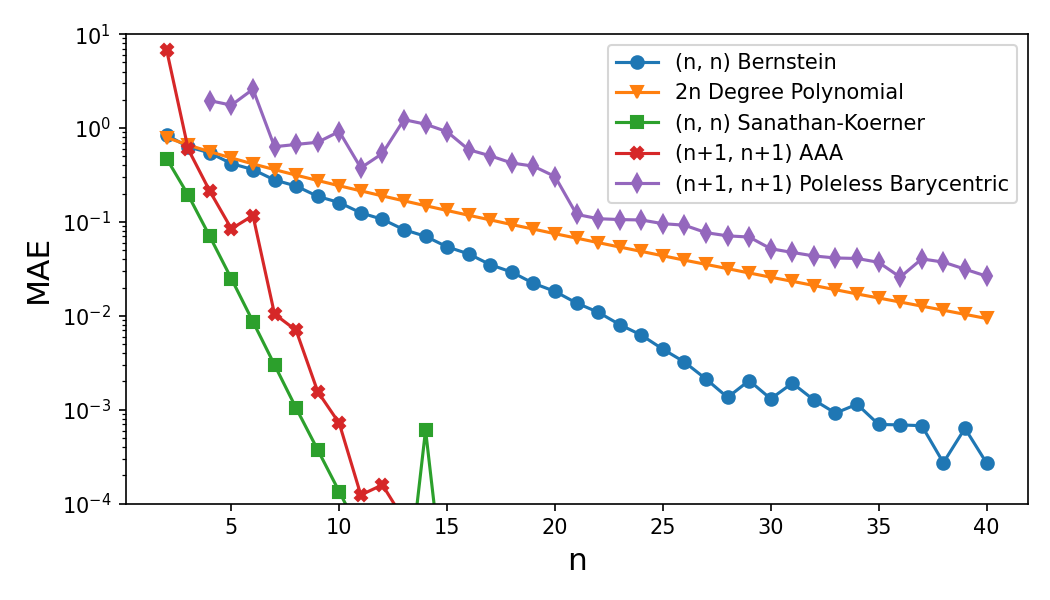 10¹
10⁰
10⁻¹
10⁻²
10⁻³
10⁻⁴
MAE
(n, n) Bernstein
2n Degree Polynomial
(n, n) Sanathan-Koerner
(n+1, n+1) AAA
(n+1, n+1) Poleless Barycentric
5 10 15 20 25 30 35 40
n